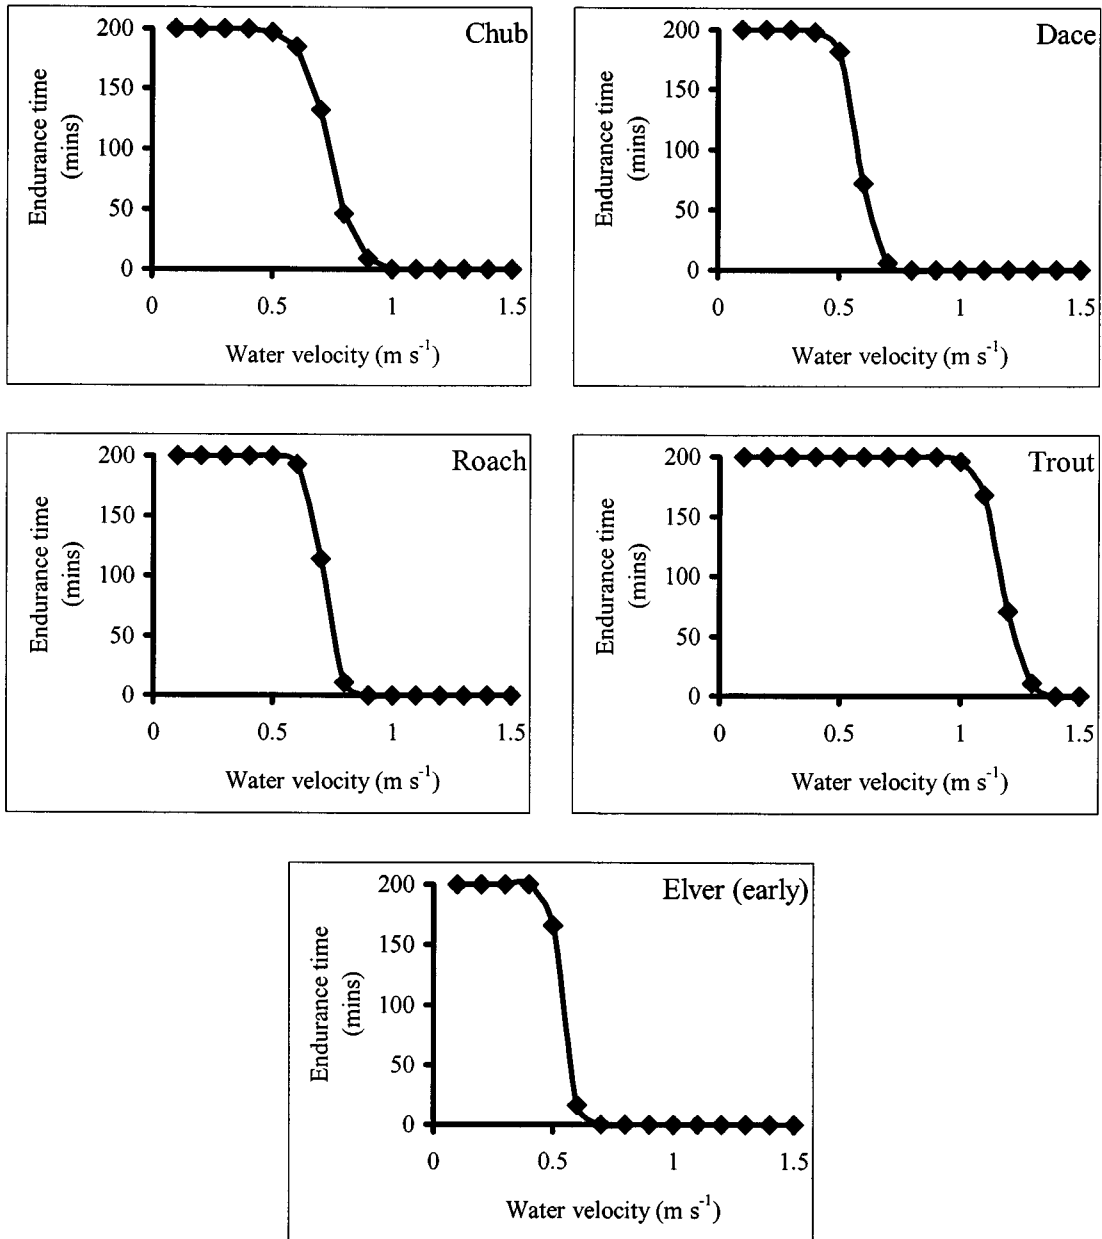 Chub
200
150
100
50
0
Endurance time
(mins)
0 0.5 1 1.5
Water velocity (m s⁻¹)
Dace
200
150
100
50
0
Endurance time
(mins)
0 0.5 1 1.5
Water velocity (m s⁻¹)
Roach
200
150
100
50
0
Endurance time
(mins)
0 0.5 1 1.5
Water velocity (m s⁻¹)
Trout
200
150
100
50
0
Endurance time
(mins)
0 0.5 1 1.5
Water velocity (m s⁻¹)
Elver (early)
200
150
100
50
0
Endurance time
(mins)
0 0.5 1 1.5
Water velocity (m s⁻¹)